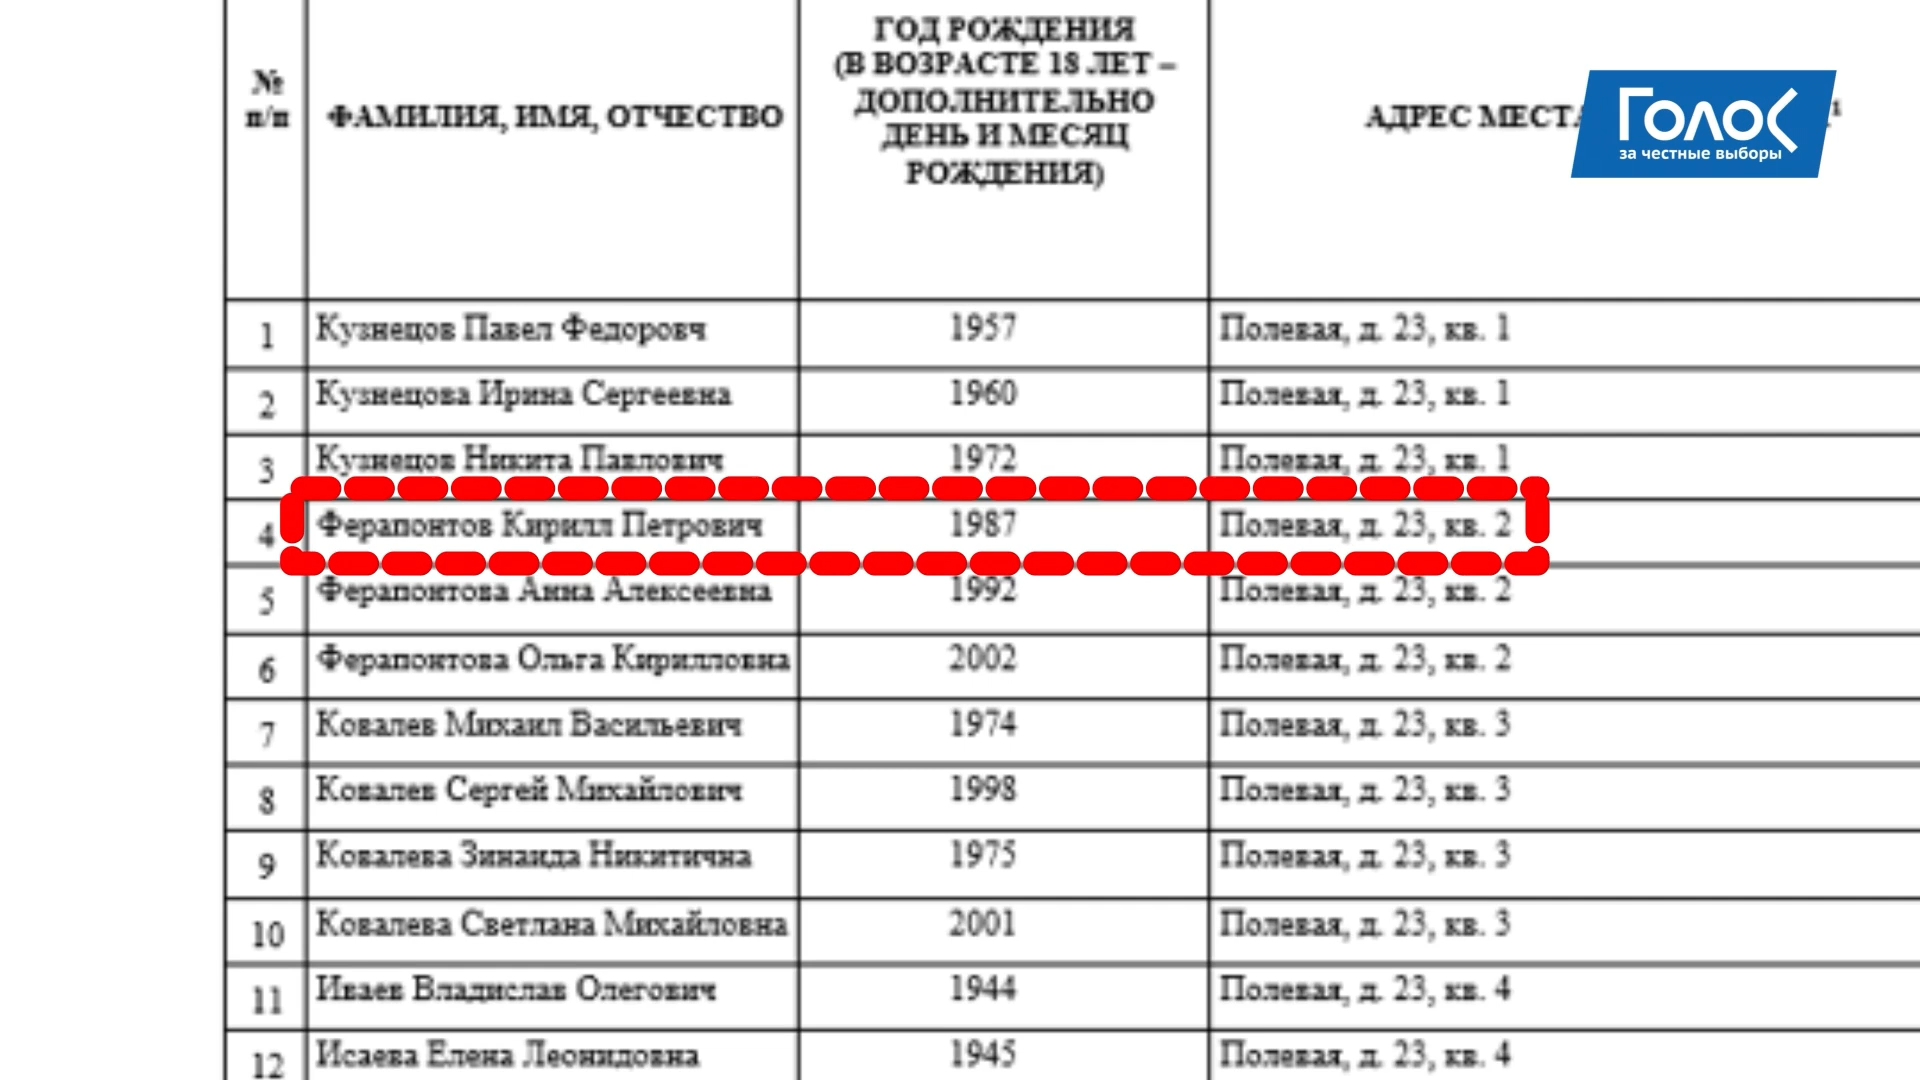 №
п/п
ФАМИЛИЯ, ИМЯ, ОТЧЕСТВО
ГОД РОЖДЕНИЯ
(В ВОЗРАСТЕ 18 ЛЕТ –
ДОПОЛНИТЕЛЬНО
ДЕНЬ И МЕСЯЦ
РОЖДЕНИЯ)
АДРЕС МЕСТА
1
ГОЛОС
за честные выборы
1 Кузнецов Павел Федоровч 1957 Полевая, д. 23, кв. 1
2 Кузнецова Ирина Сергеевна 1960 Полевая, д. 23, кв. 1
3 Кузнецов Никита Павлович 1972 Полевая, д. 23, кв. 1
4 Ферапонтов Кирилл Петрович 1987 Полевая, д. 23, кв. 2
5 Ферапонтова Анна Алексеевна 1992 Полевая, д. 23, кв. 2
6 Ферапонтова Ольга Кирилловна 2002 Полевая, д. 23, кв. 2
7 Ковалев Михаил Васильевич 1974 Полевая, д. 23, кв. 3
8 Ковалев Сергей Михайлович 1998 Полевая, д. 23, кв. 3
9 Ковалева Зинаида Никитична 1975 Полевая, д. 23, кв. 3
10 Ковалева Светлана Михайловна 2001 Полевая, д. 23, кв. 3
11 Иваев Владислав Олегович 1944 Полевая, д. 23, кв. 4
12 Исаева Елена Леонидовна 1945 Полевая, д. 23, кв. 4